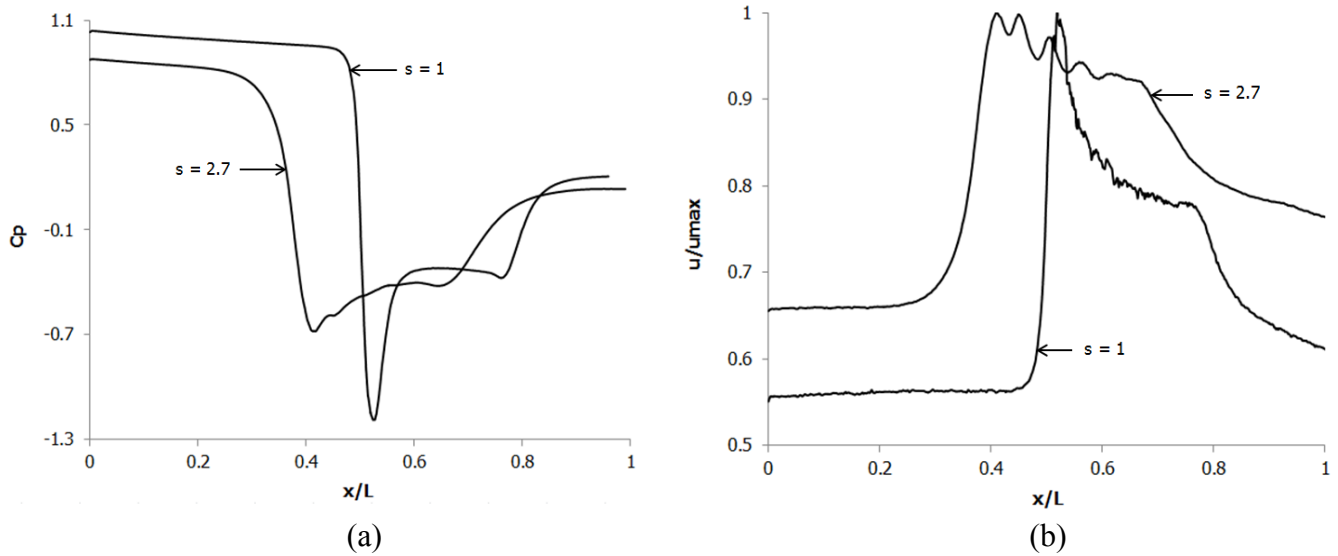 1.1
0.5
-0.1
-0.7
-1.3
Cp
0 0.2 0.4 0.6 0.8 1
x/L
s = 1
s = 2.7
(a)
1
0.9
0.8
0.7
0.6
0.5
u/umax
0 0.2 0.4 0.6 0.8 1
x/L
s = 2.7
s = 1
(b)